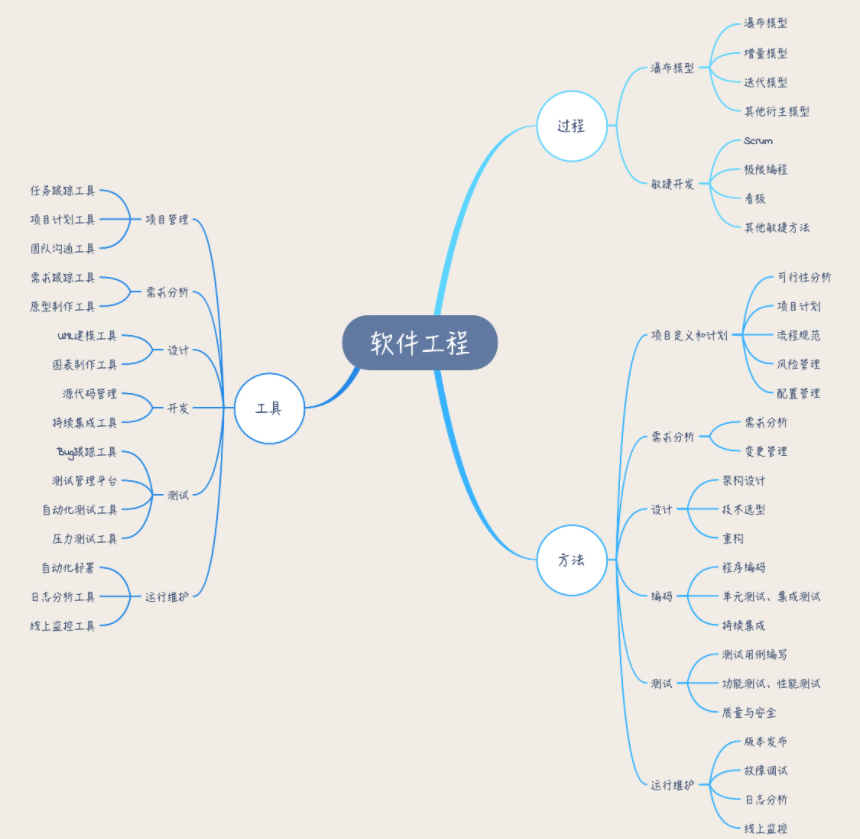 软件工程
过程
瀑布模型
瀑布模型
增量模型
迭代模型
其他衍生模型
敏捷开发
Scrum
极限编程
看板
其他敏捷方法
方法
项目定义和计划
可行性分析
项目计划
流程规范
风险管理
配置管理
需求分析
需求分析
变更管理
设计
架构设计
技术选型
重构
编码
程序编码
单元测试、集成测试
持续集成
测试
测试用例编写
功能测试、性能测试
质量与安全
运行维护
版本发布
故障调试
日志分析
线上监控
工具
项目管理
任务跟踪工具
项目计划工具
团队沟通工具
需求分析
需求跟踪工具
原型制作工具
设计
UML建模工具
图表制作工具
开发
源代码管理
持续集成工具
测试
Bug跟踪工具
测试管理平台
自动化测试工具
压力测试工具
运行维护
自动化部署
日志分析工具
线上监控工具